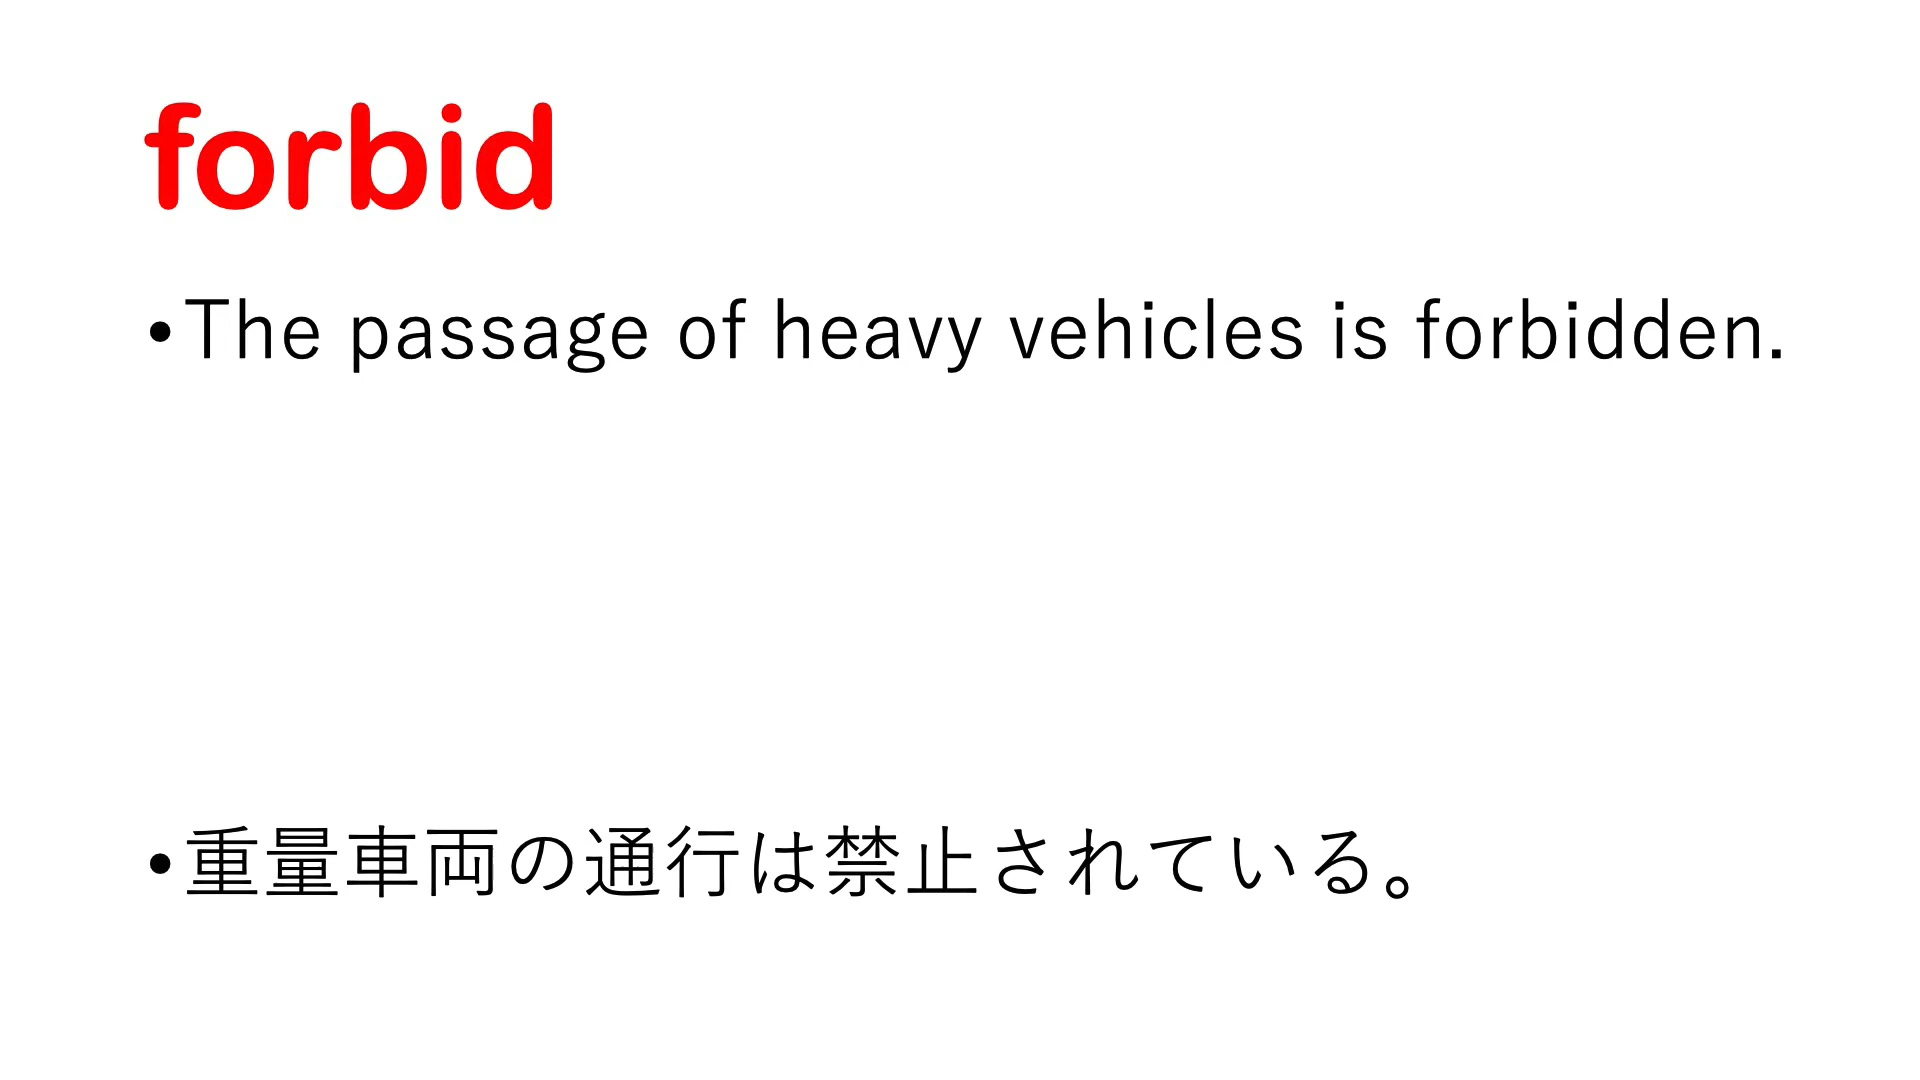 forbid
•The passage of heavy vehicles is forbidden.
•重量車両の通行は禁止されている。